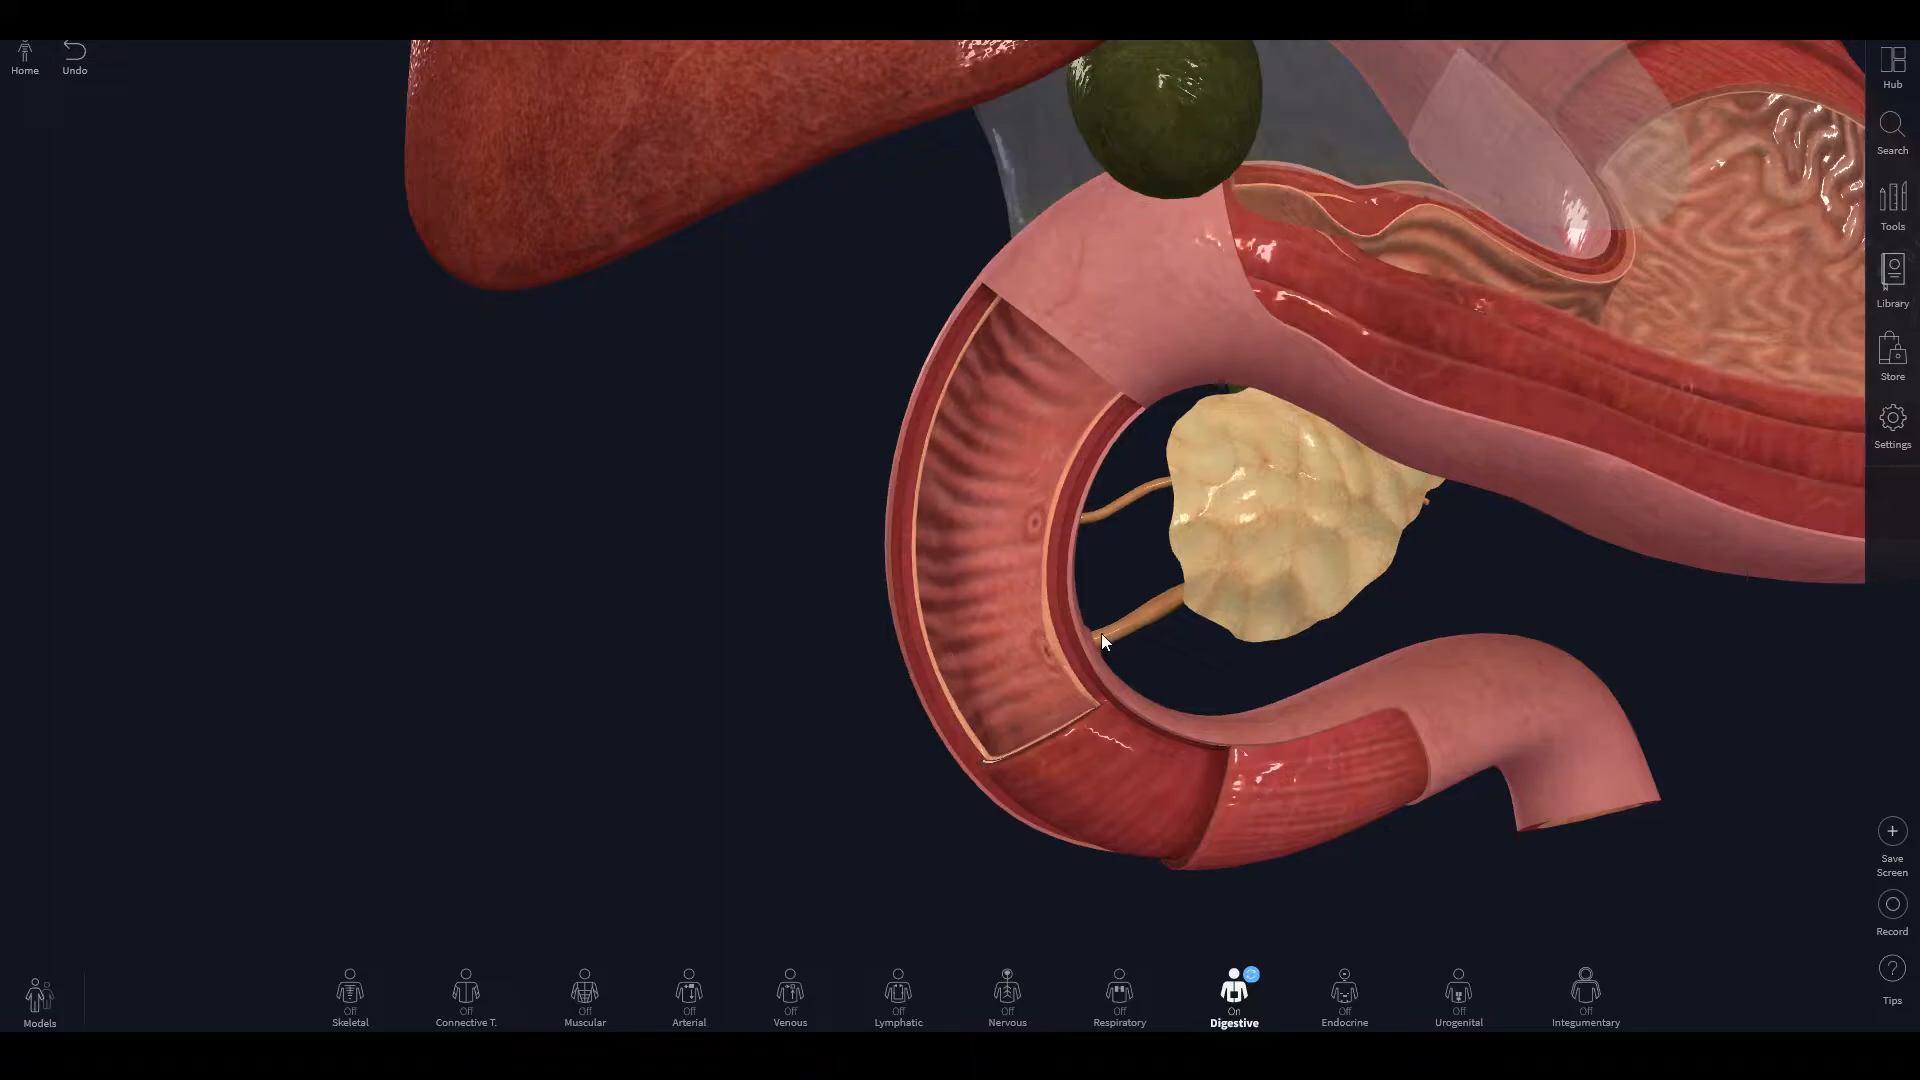 Home
Undo
Hub
Search
Tools
Library
Store
Settings
Save
Screen
Record
Tips
Models
Off
Skeletal
Off
Connective T.
Off
Muscular
Off
Arterial
Off
Venous
Off
Lymphatic
Off
Nervous
Off
Respiratory
On
Digestive
Off
Endocrine
Off
Urogenital
Off
Integumentary